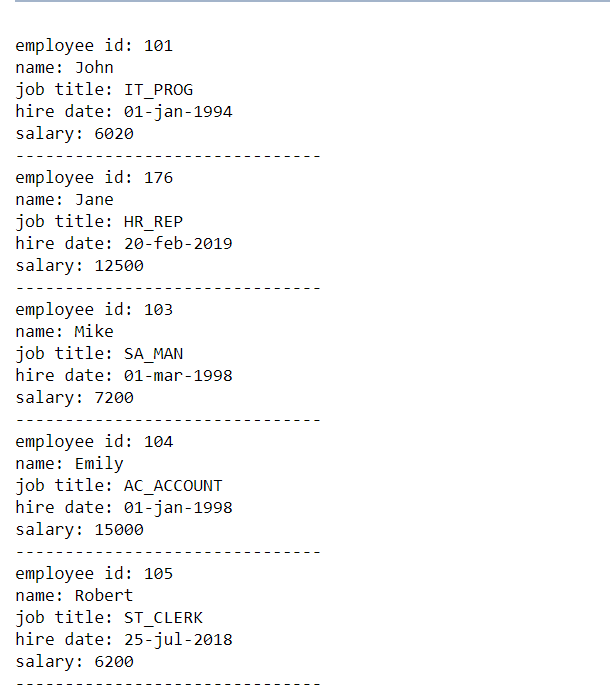 employee id: 101
name: John
job title: IT_PROG
hire date: 01-jan-1994
salary: 6020
-------------------------------
employee id: 176
name: Jane
job title: HR_REP
hire date: 20-feb-2019
salary: 12500
-------------------------------
employee id: 103
name: Mike
job title: SA_MAN
hire date: 01-mar-1998
salary: 7200
-------------------------------
employee id: 104
name: Emily
job title: AC_ACCOUNT
hire date: 01-jan-1998
salary: 15000
-------------------------------
employee id: 105
name: Robert
job title: ST_CLERK
hire date: 25-jul-2018
salary: 6200
-------------------------------